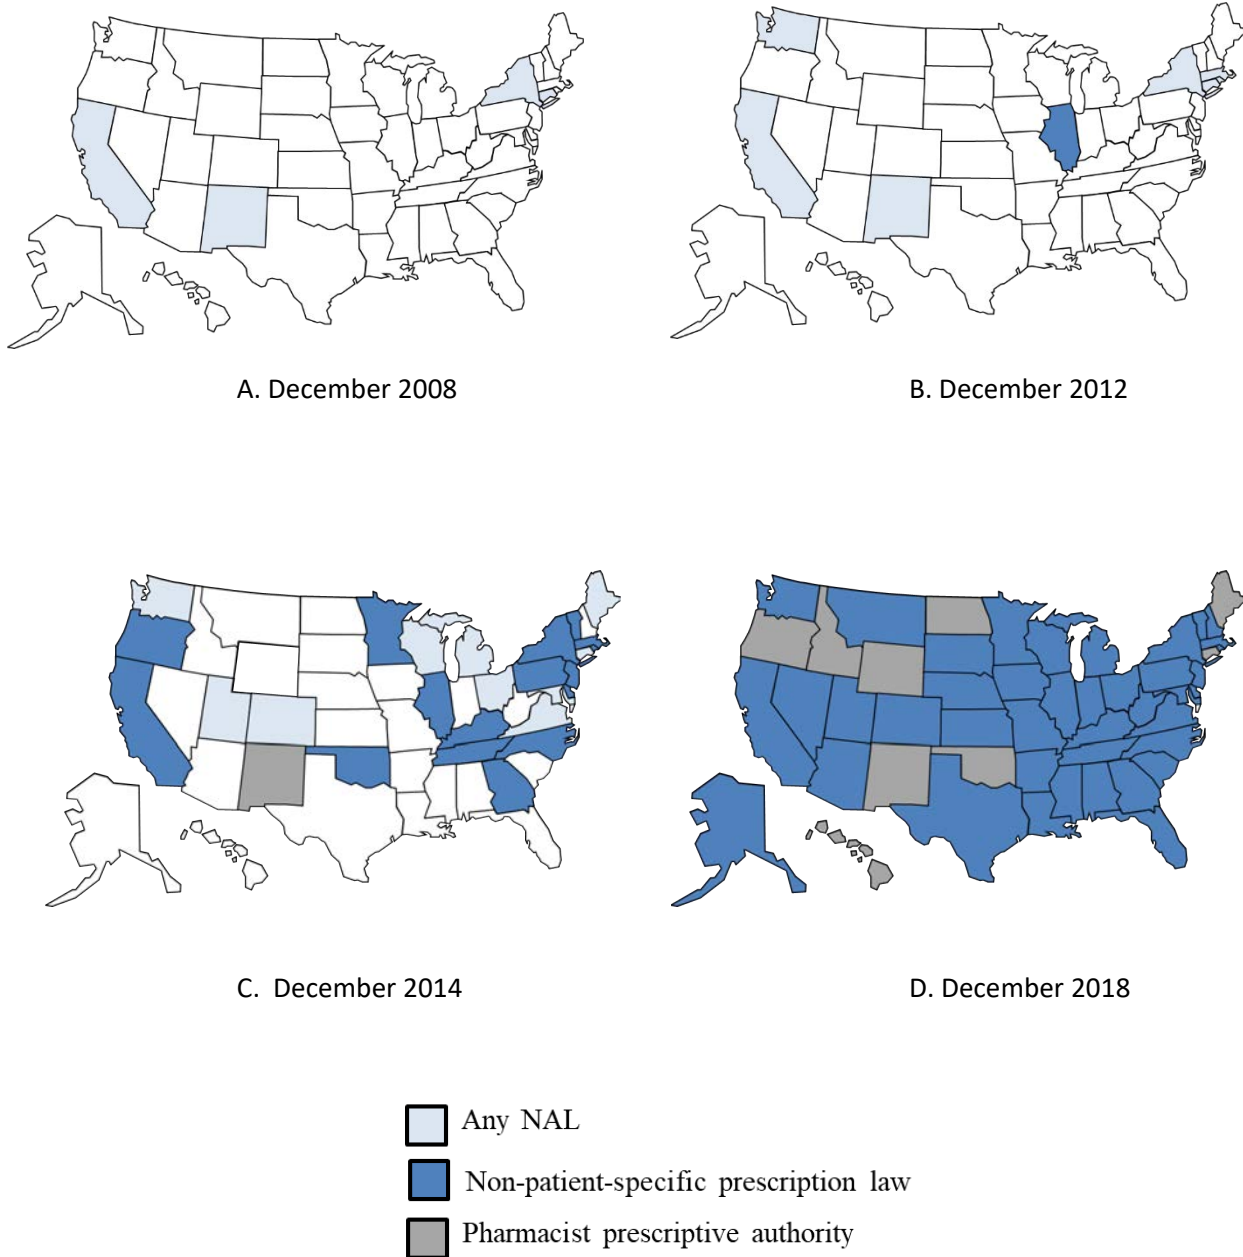 A. December 2008
B. December 2012
C. December 2014
D. December 2018
Any NAL
Non-patient-specific prescription law
Pharmacist prescriptive authority